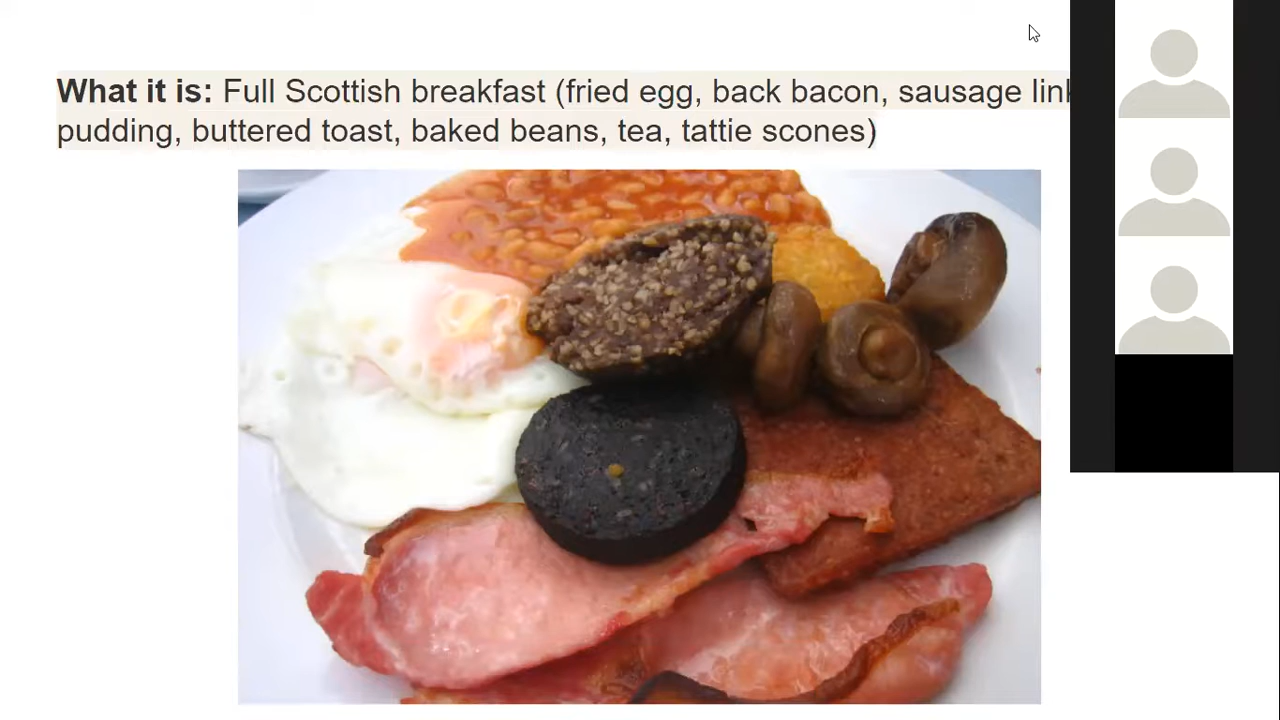 What it is: Full Scottish breakfast (fried egg, back bacon, sausage link
pudding, buttered toast, baked beans, tea, tattie scones)